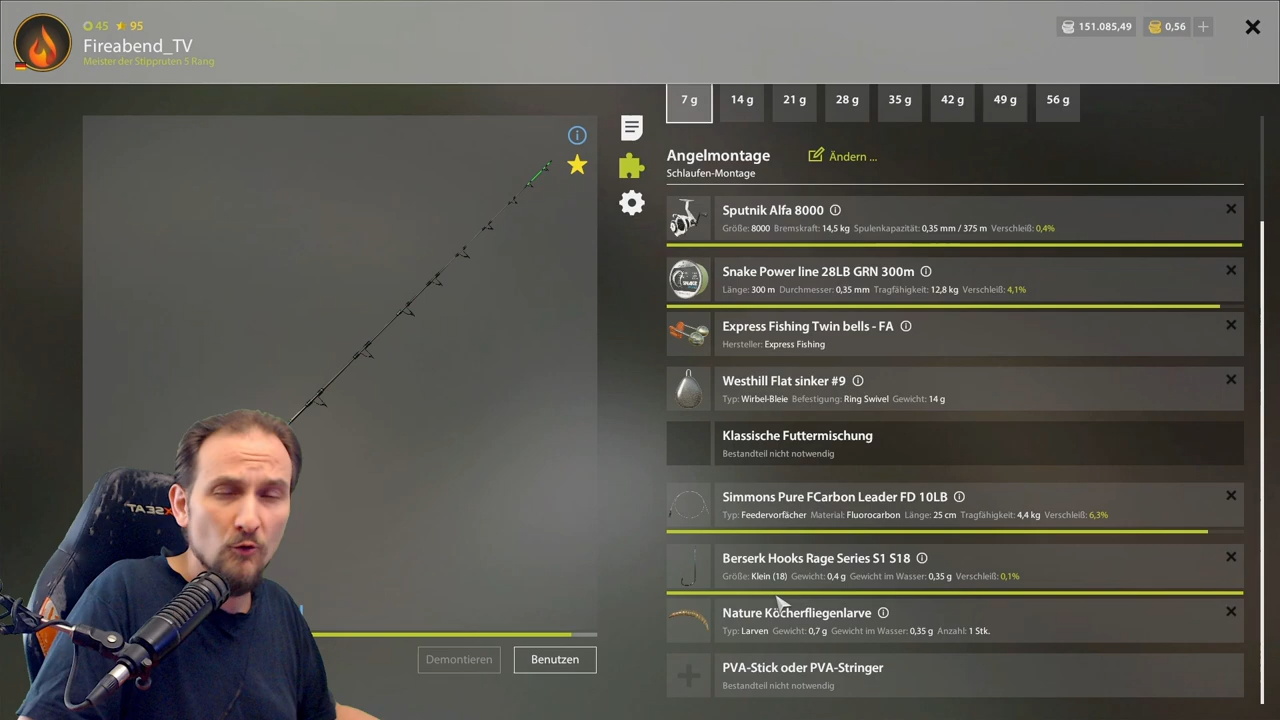 45 95
Fireabend_TV
Meister der Stippruten 5 Rang
151.085,49
0,56
7 g 14 g 21 g 28 g 35 g 42 g 49 g 56 g
Angelmontage
Ändern ...
Schlaufen-Montage
Sputnik Alfa 8000
Größe: 8000 Bremskraft: 14,5 kg Spulenkapazität: 0,35 mm / 375 m Verschleiß: 0,4%
Snake Power line 28LB GRN 300m
Länge: 300 m Durchmesser: 0,35 mm Tragfähigkeit: 12,8 kg Verschleiß: 4,1%
Express Fishing Twin bells - FA
Hersteller: Express Fishing
Westhill Flat sinker #9
Typ: Wirbel-Bleie Befestigung: Ring Swivel Gewicht: 14 g
Klassische Futtermischung
Bestandteil nicht notwendig
Simmons Pure FCarbon Leader FD 10LB
Typ: Feedervorfächer Material: Fluorocarbon Länge: 25 cm Tragfähigkeit: 4,4 kg Verschleiß: 6,3%
Berserk Hooks Rage Series S1 S18
Größe: Klein (18) Gewicht: 0,4 g Gewicht im Wasser: 0,35 g Verschleiß: 0,1%
Nature Köcherfliegenlarve
Typ: Larven Gewicht: 0,7 g Gewicht im Wasser: 0,35 g Anzahl: 1 Stk.
PVA-Stick oder PVA-Stringer
Bestandteil nicht notwendig
Demontieren
Benutzen